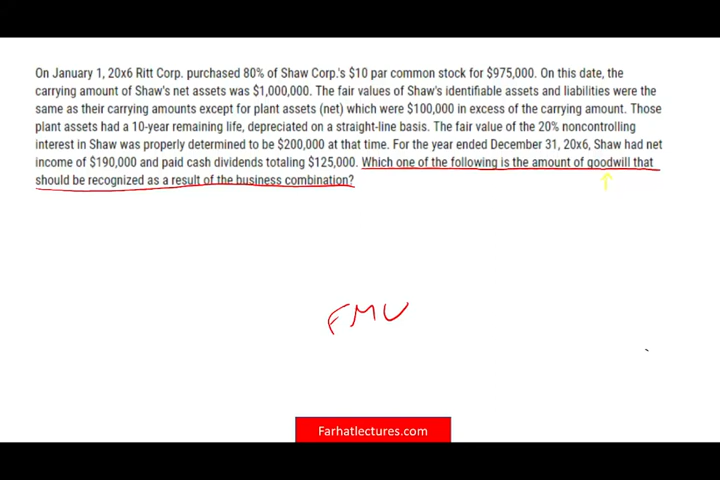 On January 1, 20x6 Ritt Corp. purchased 80% of Shaw Corp.'s $10 par common stock for $975,000. On this date, the
carrying amount of Shaw's net assets was $1,000,000. The fair values of Shaw's identifiable assets and liabilities were the
same as their carrying amounts except for plant assets (net) which were $100,000 in excess of the carrying amount. Those
plant assets had a 10-year remaining life, depreciated on a straight-line basis. The fair value of the 20% noncontrolling
interest in Shaw was properly determined to be $200,000 at that time. For the year ended December 31, 20x6, Shaw had net
income of $190,000 and paid cash dividends totaling $125,000. Which one of the following is the amount of goodwill that
should be recognized as a result of the business combination?
FMV
Farhatlectures.com